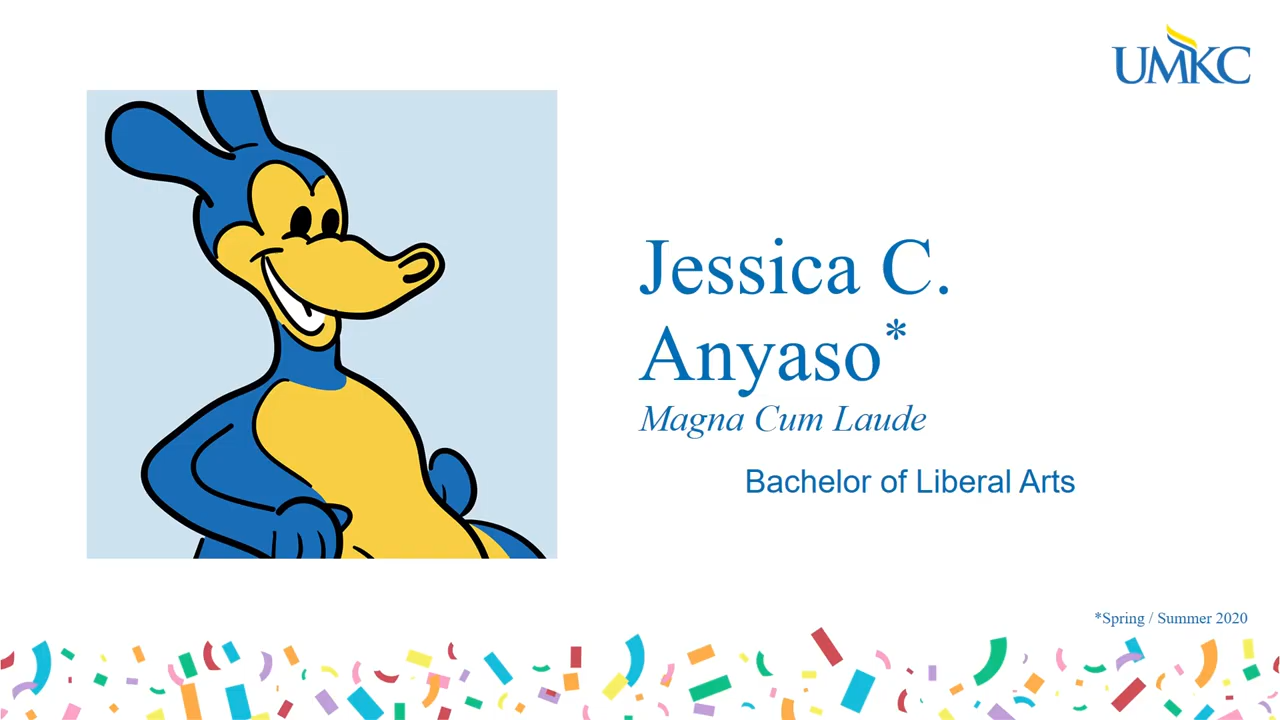 UMKC
Jessica C.
Anyaso*
Magna Cum Laude
Bachelor of Liberal Arts
*Spring / Summer 2020